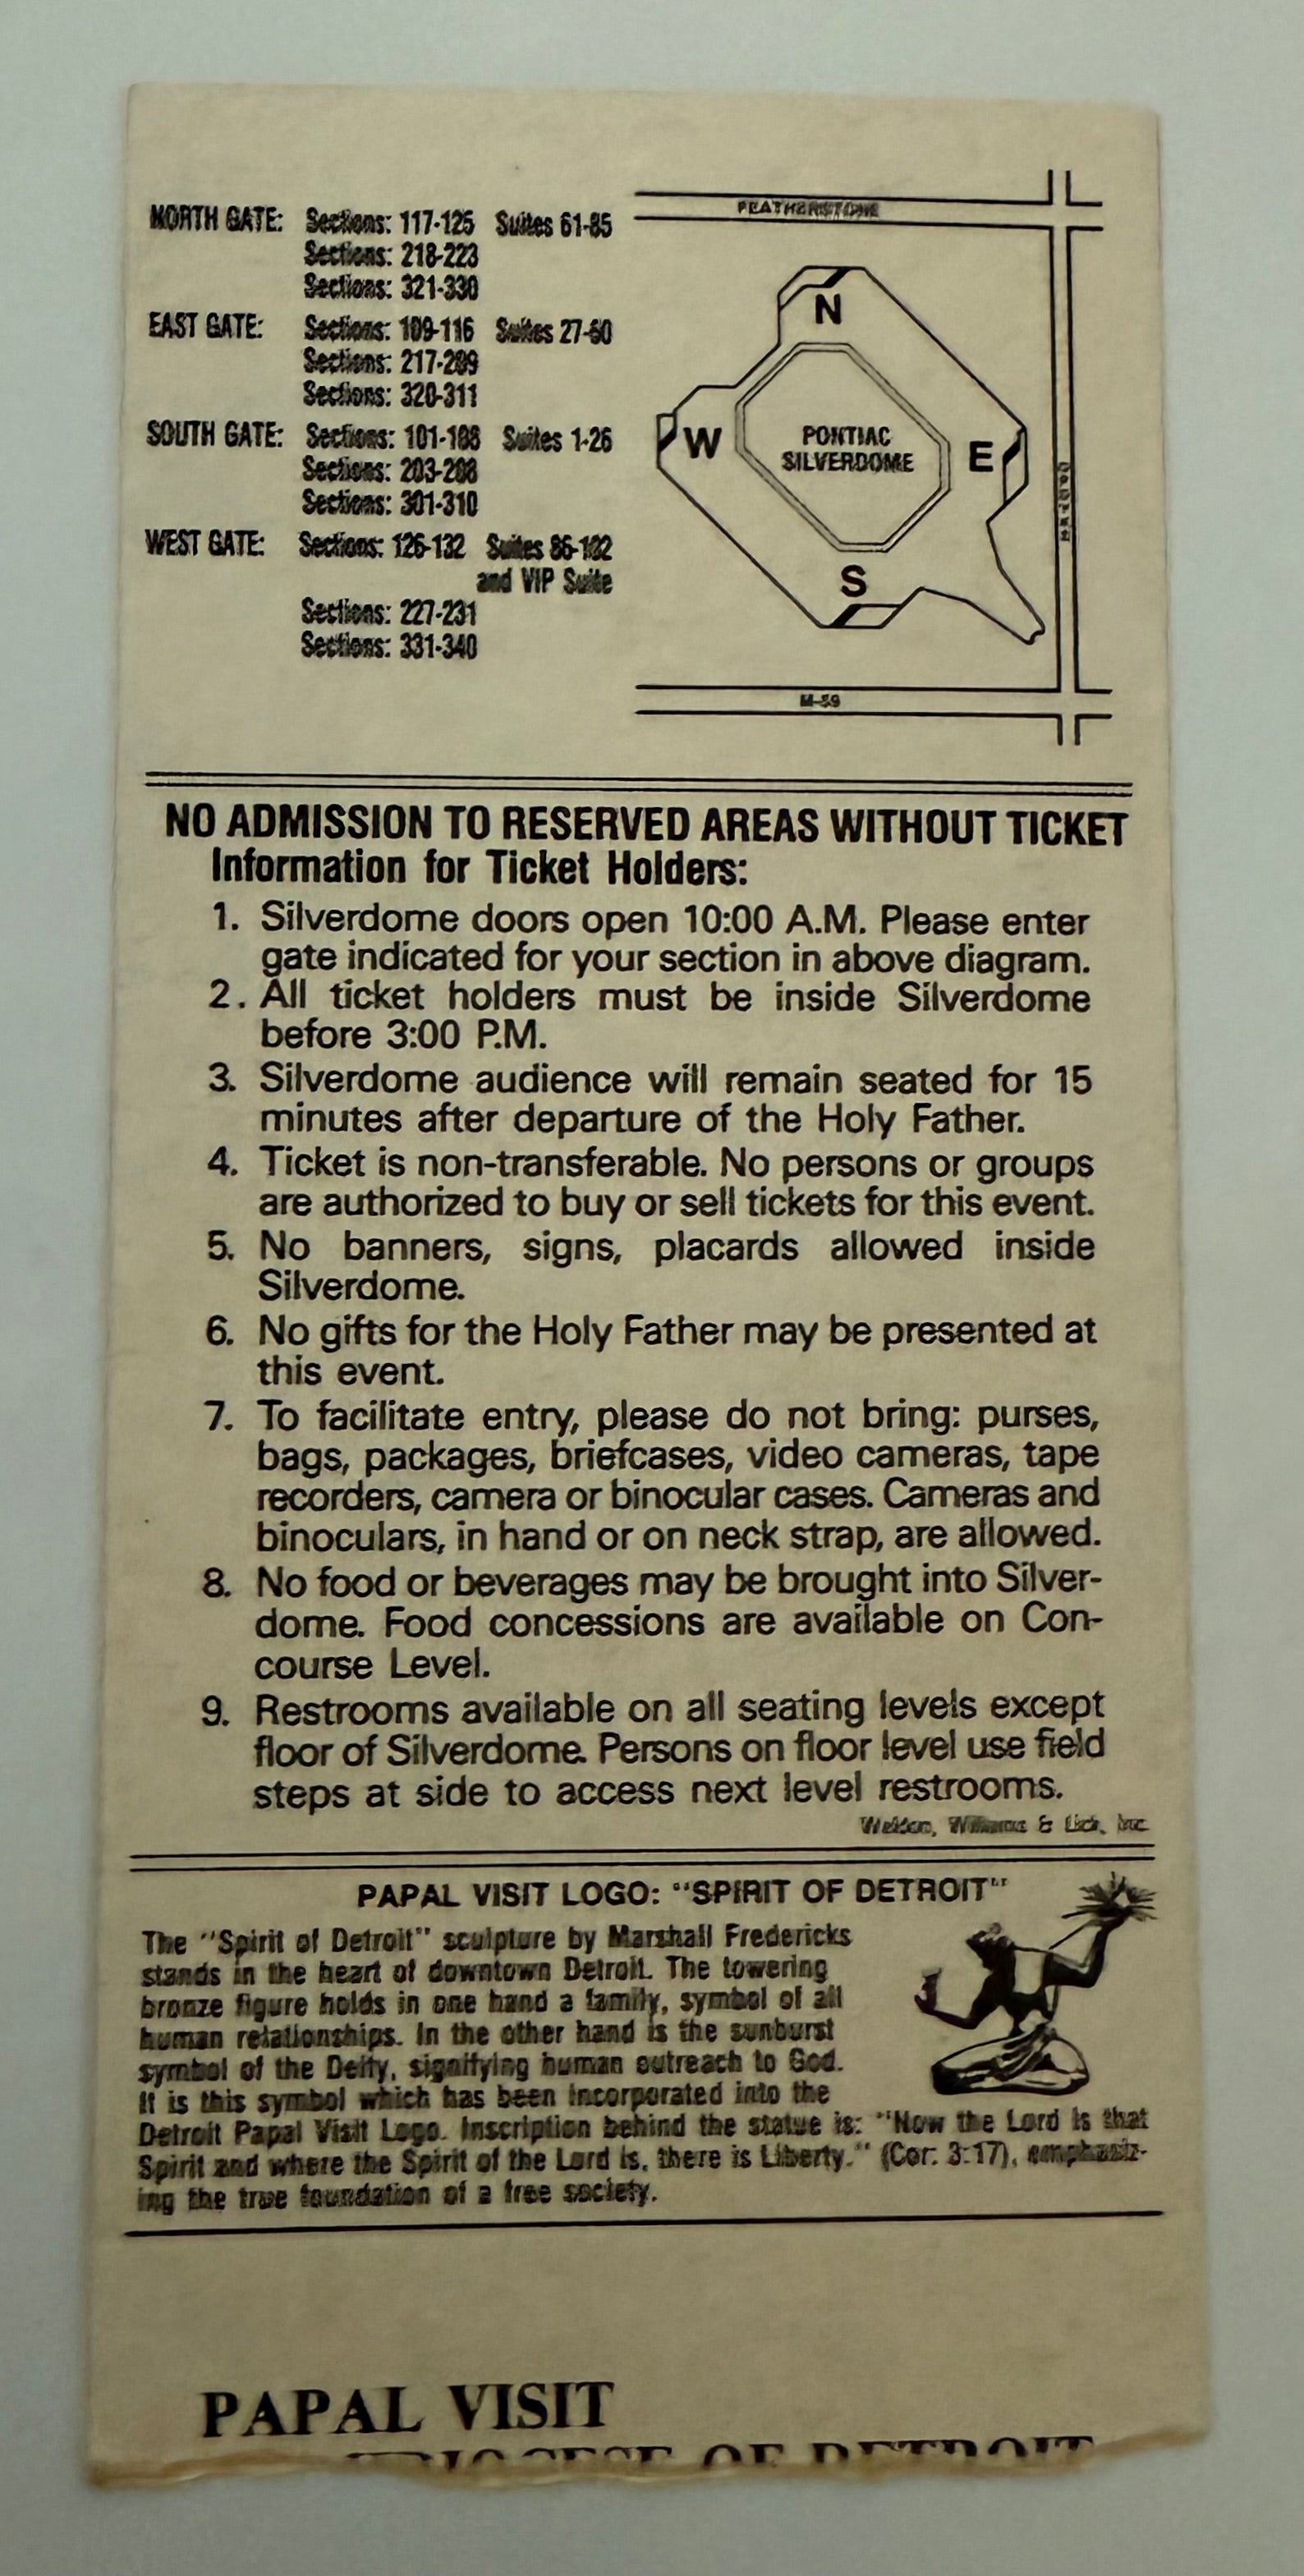 NORTH GATE: Sections: 117-125 Suites 61-85
Sections: 218-223
Sections: 321-330
EAST GATE: Sections: 109-116 Suites 27-60
Sections: 217-209
Sections: 320-311
SOUTH GATE: Sections: 101-108 Suites 1-26
Sections: 203-208
Sections: 301-310
WEST GATE: Sections: 126-132 Suites 86-102
and VIP Suite
Sections: 227-231
Sections: 331-340
FEATHERSTONE
N
W
PONTIAC
SILVERDOME
E
S
OPDYKE
M-59
NO ADMISSION TO RESERVED AREAS WITHOUT TICKET
Information for Ticket Holders:
1. Silverdome doors open 10:00 A.M. Please enter
gate indicated for your section in above diagram.
2. All ticket holders must be inside Silverdome
before 3:00 P.M.
3. Silverdome audience will remain seated for 15
minutes after departure of the Holy Father.
4. Ticket is non-transferable. No persons or groups
are authorized to buy or sell tickets for this event.
5. No banners, signs, placards allowed inside
Silverdome.
6. No gifts for the Holy Father may be presented at
this event.
7. To facilitate entry, please do not bring: purses,
bags, packages, briefcases, video cameras, tape
recorders, camera or binocular cases. Cameras and
binoculars, in hand or on neck strap, are allowed.
8. No food or beverages may be brought into Silver-
dome. Food concessions are available on Con-
course Level.
9. Restrooms available on all seating levels except
floor of Silverdome. Persons on floor level use field
steps at side to access next level restrooms.
Weldon, Williams & Lick, Inc.
PAPAL VISIT LOGO: "SPIRIT OF DETROIT"
The "Spirit of Detroit" sculpture by Marshall Fredericks
stands in the heart of downtown Detroit. The towering
bronze figure holds in one hand a family, symbol of all
human relationships. In the other hand is the sunburst
symbol of the Deity, signifying human outreach to God.
It is this symbol which has been incorporated into the
Detroit Papal Visit Logo. Inscription behind the statue is: "Now the Lord is that
Spirit and where the Spirit of the Lord is, there is Liberty." (Cor. 3:17), emphasiz-
ing the true foundation of a free society.
PAPAL VISIT
OF DETROIT